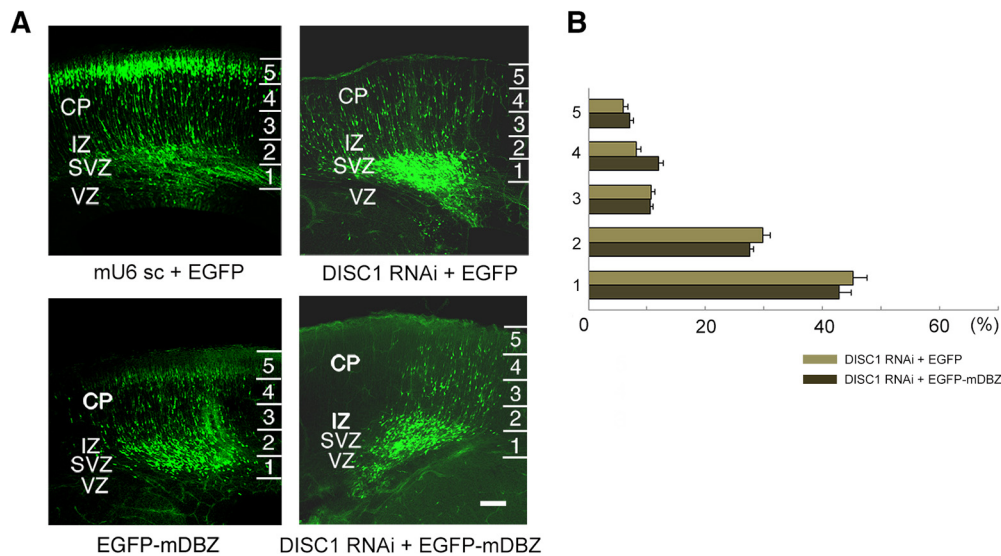 A
CP
IZ
SVZ
VZ
5
4
3
2
1
mU6 sc + EGFP
CP
IZ
SVZ
VZ
5
4
3
2
1
DISC1 RNAi + EGFP
CP
IZ
SVZ
VZ
5
4
3
2
1
EGFP-mDBZ
CP
IZ
SVZ
VZ
5
4
3
2
1
DISC1 RNAi + EGFP-mDBZ
B
5
4
3
2
1
0 20 40 60 (%)
DISC1 RNAi + EGFP
DISC1 RNAi + EGFP-mDBZ